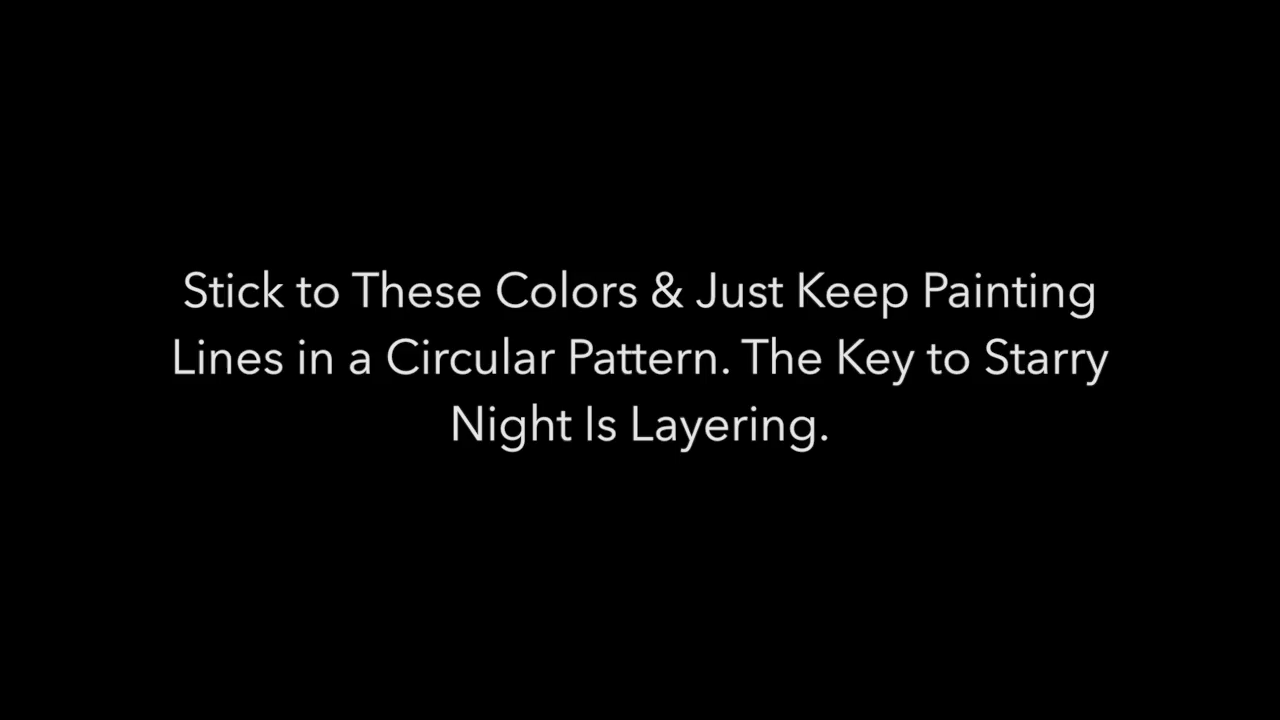 Stick to These Colors & Just Keep Painting
Lines in a Circular Pattern. The Key to Starry
Night Is Layering.